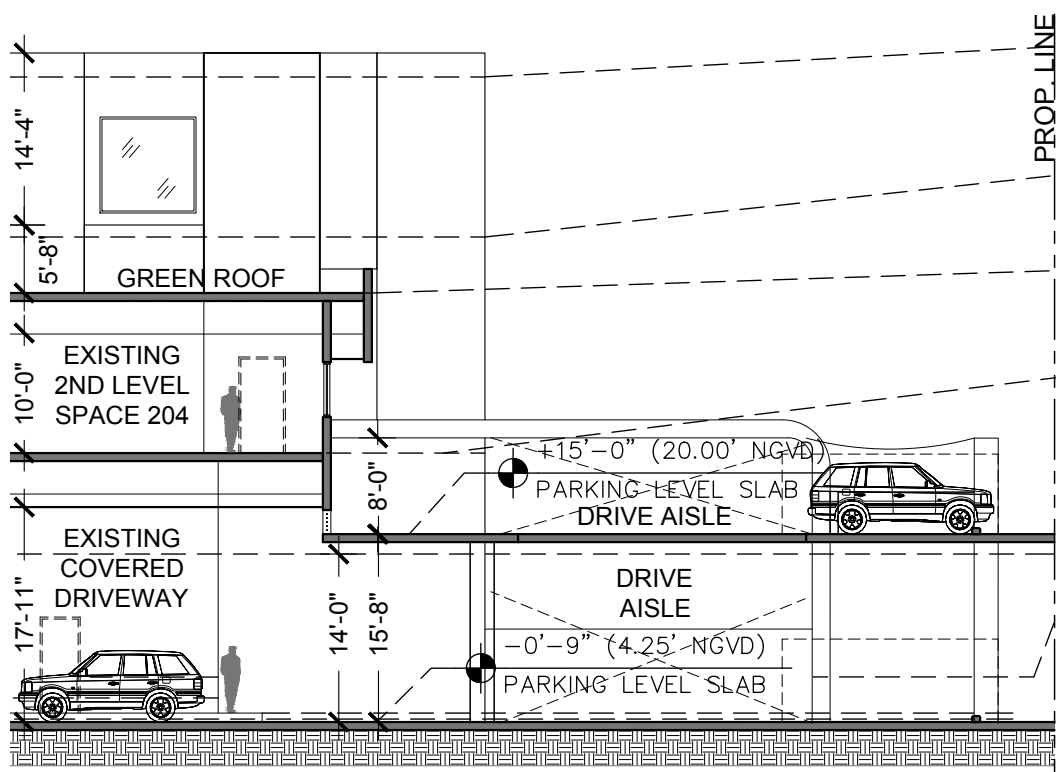 PROP. LINE
14'-4"
5'-8"
GREEN ROOF
10'-0"
EXISTING
2ND LEVEL
SPACE 204
+15'-0" (20.00' NGVD)
PARKING LEVEL SLAB
DRIVE AISLE
8'-0"
17'-11"
EXISTING
COVERED
DRIVEWAY
14'-0"
15'-8"
DRIVE
AISLE
-0'-9" (4.25' NGVD)
PARKING LEVEL SLAB